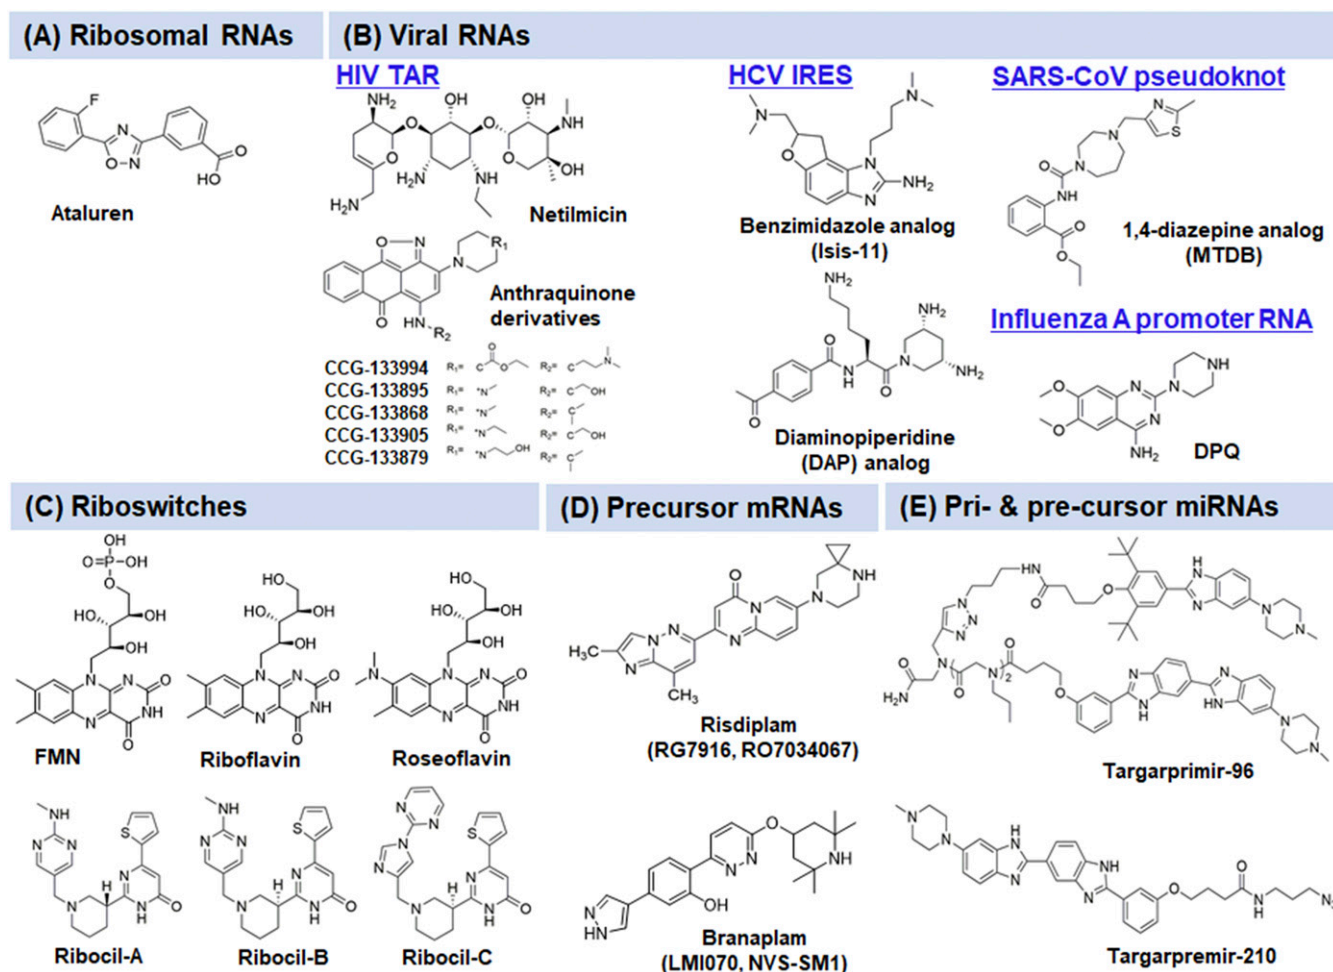 (A) Ribosomal RNAs
(B) Viral RNAs
HIV TAR
HCV IRES
SARS-CoV pseudoknot
Ataluren
Netilmicin
Benzimidazole analog
(Isis-11)
1,4-diazepine analog
(MTDB)
Anthraquinone
derivatives
CCG-133994
CCG-133895
CCG-133868
CCG-133905
CCG-133879
Diaminopiperidine
(DAP) analog
Influenza A promoter RNA
DPQ
(C) Riboswitches
(D) Precursor mRNAs
(E) Pri- & pre-cursor miRNAs
FMN
Riboflavin
Roseoflavin
Risdiplam
(RG7916, RO7034067)
Targarprimir-96
Ribocil-A
Ribocil-B
Ribocil-C
Branaplam
(LMI070, NVS-SM1)
Targarpremir-210